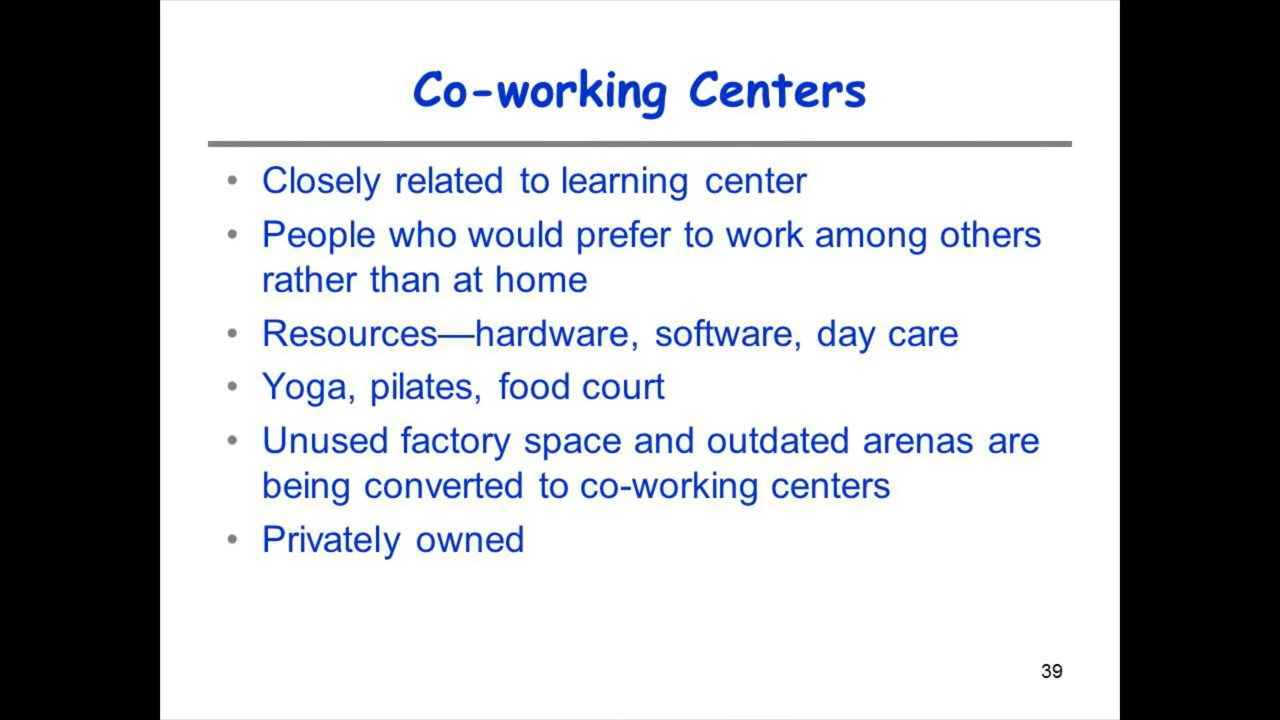 Co-working Centers
• Closely related to learning center
• People who would prefer to work among others
rather than at home
• Resources—hardware, software, day care
• Yoga, pilates, food court
• Unused factory space and outdated arenas are
being converted to co-working centers
• Privately owned
39